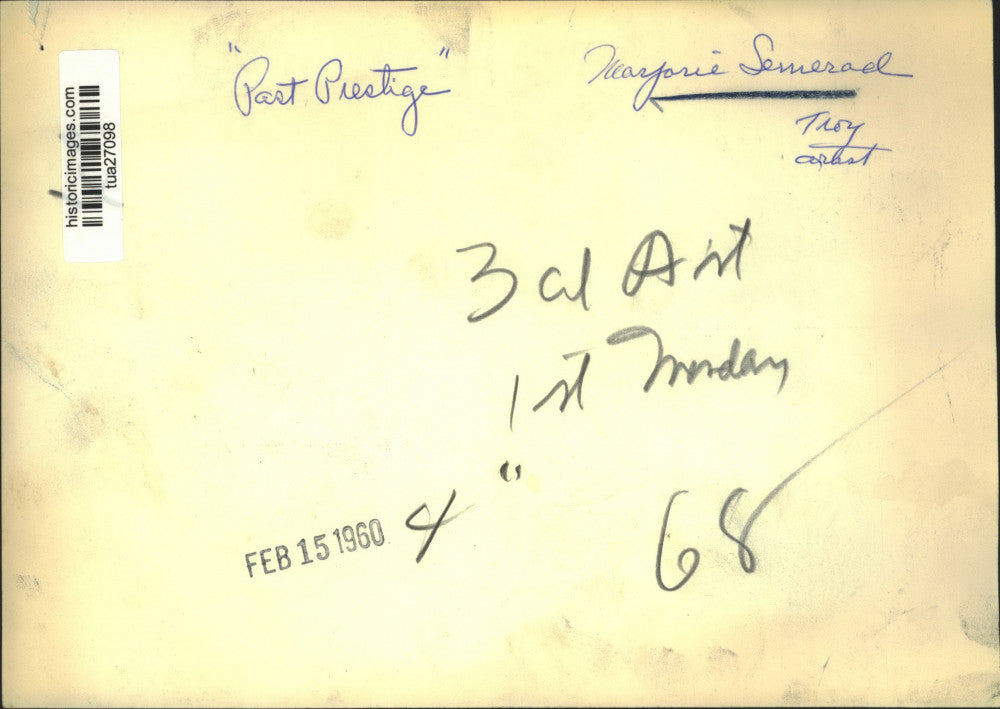 "Past Prestige"
Marjorie Semerad
Troy
artist
historicimages.com
tua27098
3 col Art
1st Monday
"
FEB 15 1960
4
68